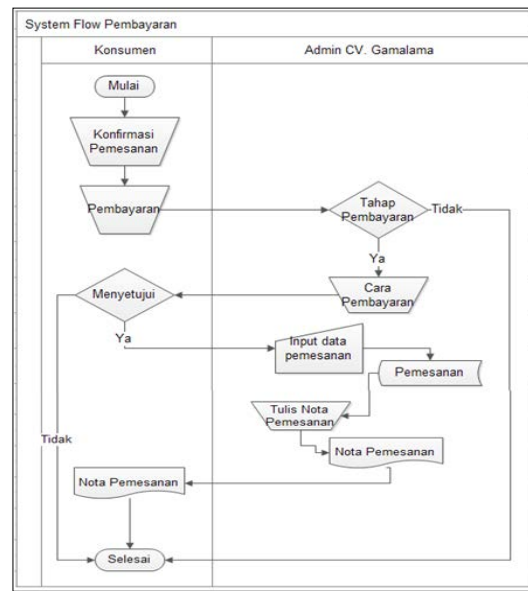 System Flow Pembayaran
Konsumen
Admin CV. Gamalama
Mulai
Konfirmasi
Pemesanan
Pembayaran
Tahap
Pembayaran
Tidak
Ya
Cara
Pembayaran
Menyetujui
Ya
Input data
pemesanan
Pemesanan
Tulis Nota
Pemesanan
Tidak
Nota Pemesanan
Nota Pemesanan
Selesai